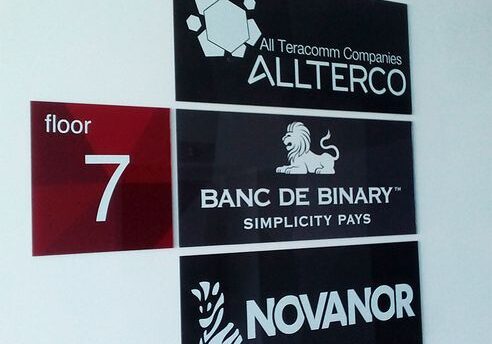 All Teracomm Companies
ALLTERCO
floor
7
BANC DE BINARY™
SIMPLICITY PAYS
NOVANOR